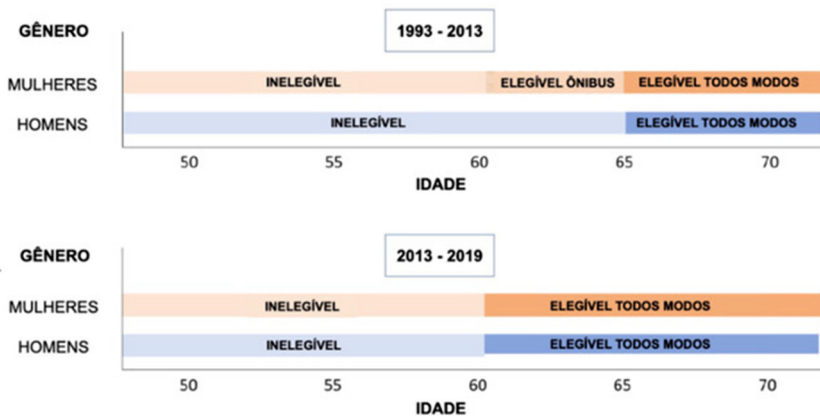 GÊNERO
1993 - 2013
MULHERES INELEGÍVEL ELEGÍVEL ÔNIBUS ELEGÍVEL TODOS MODOS
HOMENS INELEGÍVEL ELEGÍVEL TODOS MODOS
50 55 60 65 70
IDADE
GÊNERO
2013 - 2019
MULHERES INELEGÍVEL ELEGÍVEL TODOS MODOS
HOMENS INELEGÍVEL ELEGÍVEL TODOS MODOS
50 55 60 65 70
IDADE